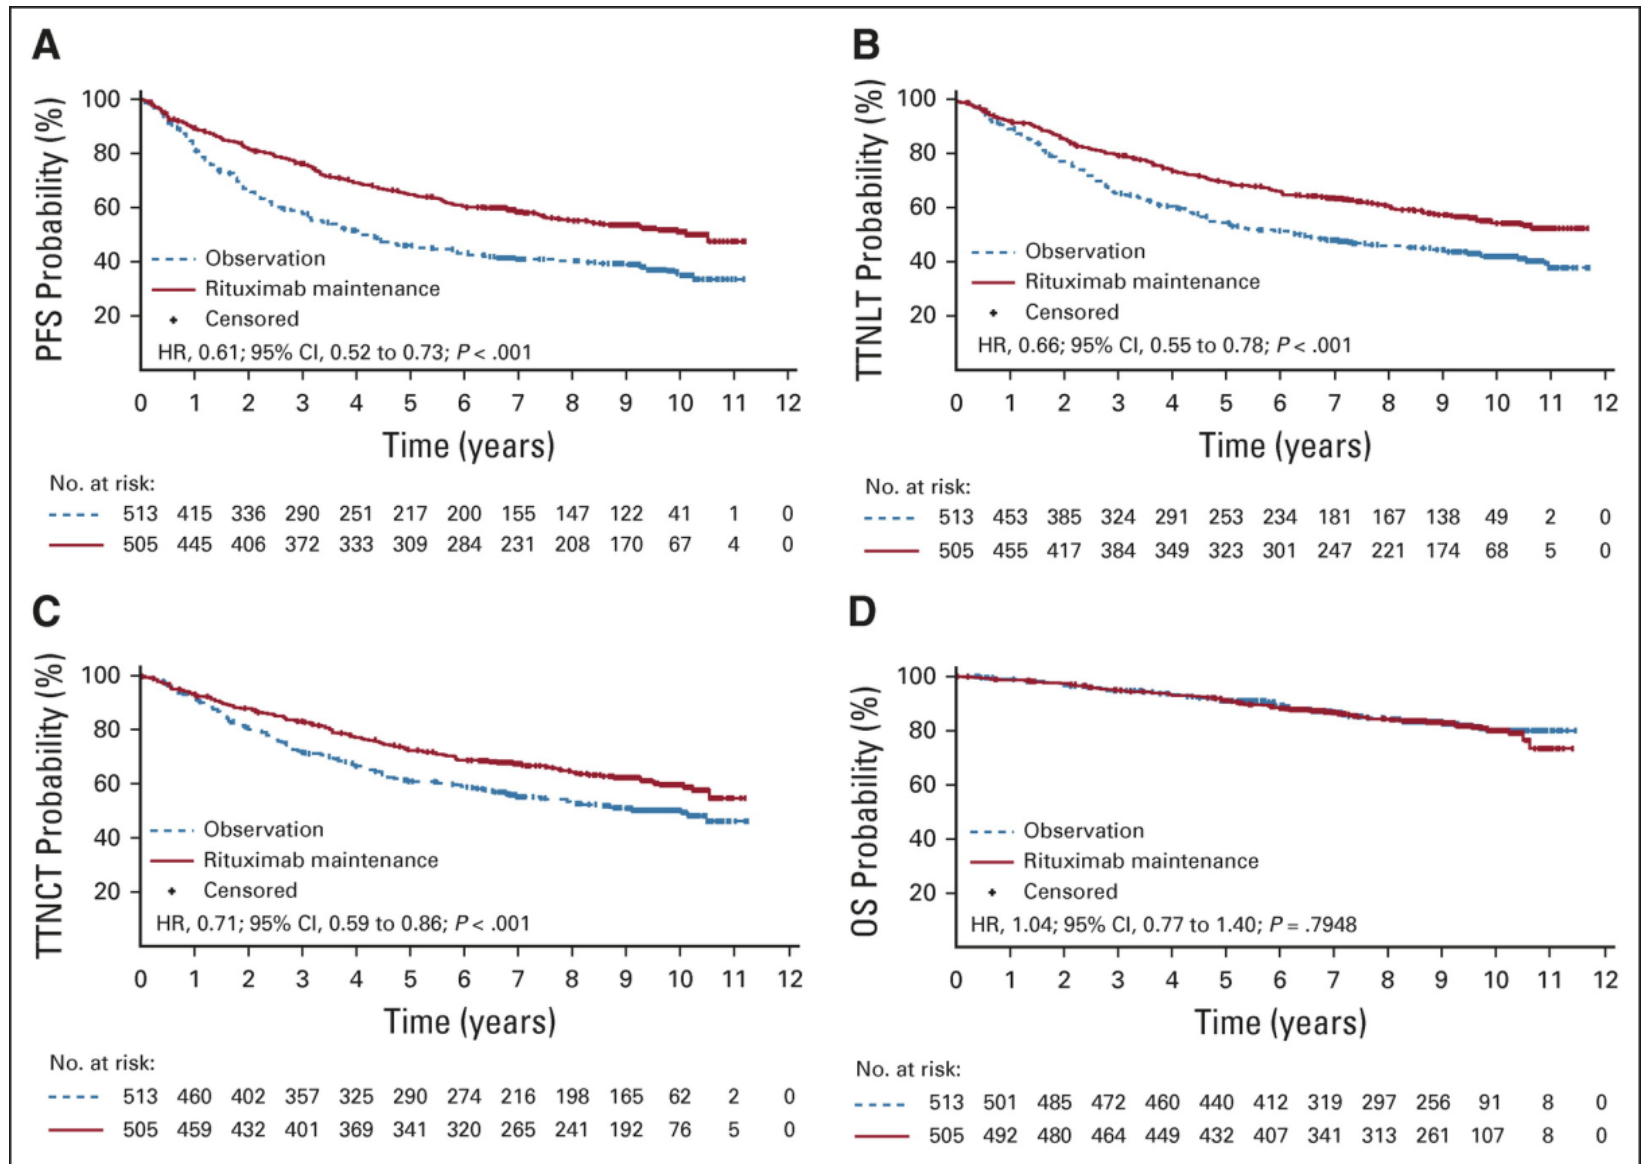 A
PFS Probability (%)
100
80
60
40
20
Observation
Rituximab maintenance
Censored
HR, 0.61; 95% CI, 0.52 to 0.73; P < .001
0 1 2 3 4 5 6 7 8 9 10 11 12
Time (years)
No. at risk:
513 415 336 290 251 217 200 155 147 122 41 1 0
505 445 406 372 333 309 284 231 208 170 67 4 0
B
TTNLT Probability (%)
100
80
60
40
20
Observation
Rituximab maintenance
Censored
HR, 0.66; 95% CI, 0.55 to 0.78; P < .001
0 1 2 3 4 5 6 7 8 9 10 11 12
Time (years)
No. at risk:
513 453 385 324 291 253 234 181 167 138 49 2 0
505 455 417 384 349 323 301 247 221 174 68 5 0
C
TTNCT Probability (%)
100
80
60
40
20
Observation
Rituximab maintenance
Censored
HR, 0.71; 95% CI, 0.59 to 0.86; P < .001
0 1 2 3 4 5 6 7 8 9 10 11 12
Time (years)
No. at risk:
513 460 402 357 325 290 274 216 198 165 62 2 0
505 459 432 401 369 341 320 265 241 192 76 5 0
D
OS Probability (%)
100
80
60
40
20
Observation
Rituximab maintenance
Censored
HR, 1.04; 95% CI, 0.77 to 1.40; P = .7948
0 1 2 3 4 5 6 7 8 9 10 11 12
Time (years)
No. at risk:
513 501 485 472 460 440 412 319 297 256 91 8 0
505 492 480 464 449 432 407 341 313 261 107 8 0